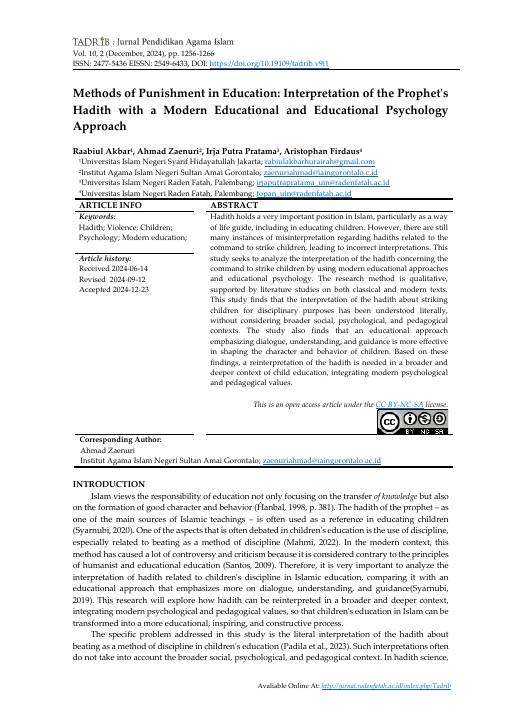 TADRIB : Jurnal Pendidikan Agama Islam
Vol. 10, 2 (December, 2024), pp. 1256-1266
ISSN: 2477-5436 EISSN: 2549-6433, DOI: https://doi.org/10.19109/tadrib.v9i1
Methods of Punishment in Education: Interpretation of the Prophet's
Hadith with a Modern Educational and Educational Psychology
Approach
Raabiul Akbar¹, Ahmad Zaenuri², Irja Putra Pratama³, Aristophan Firdaus⁴
¹Universitas Islam Negeri Syarif Hidayatullah Jakarta; rabiulakbarhurairah@gmail.com
²Institut Agama Islam Negeri Sultan Amai Gorontalo; zaenuriahmad@iaingorontalo.c.id
³Universitas Islam Negeri Raden Fatah, Palembang; irjaputrapratama_uin@radenfatah.ac.id
⁴Universitas Islam Negeri Raden Fatah, Palembang; topan_uin@radenfatah.ac.id
ARTICLE INFO
Keywords:
Hadith; Violence; Children;
Psychology; Modern education;
Article history:
Received 2024-06-14
Revised 2024-09-12
Accepted 2024-12-23
ABSTRACT
Hadith holds a very important position in Islam, particularly as a way
of life guide, including in educating children. However, there are still
many instances of misinterpretation regarding hadiths related to the
command to strike children, leading to incorrect interpretations. This
study seeks to analyze the interpretation of the hadith concerning the
command to strike children by using modern educational approaches
and educational psychology. The research method is qualitative,
supported by literature studies on both classical and modern texts.
This study finds that the interpretation of the hadith about striking
children for disciplinary purposes has been understood literally,
without considering broader social, psychological, and pedagogical
contexts. The study also finds that an educational approach
emphasizing dialogue, understanding, and guidance is more effective
in shaping the character and behavior of children. Based on these
findings, a reinterpretation of the hadith is needed in a broader and
deeper context of child education, integrating modern psychological
and pedagogical values.
This is an open access article under the CC BY-NC-SA license.
CC BY NC SA
Corresponding Author:
Ahmad Zaenuri
Institut Agama Islam Negeri Sultan Amai Gorontalo; zaenuriahmad@iaingorontalo.ac.id
INTRODUCTION
Islam views the responsibility of education not only focusing on the transfer of knowledge but also
on the formation of good character and behavior (Ḥanbal, 1998, p. 381). The hadith of the prophet – as
one of the main sources of Islamic teachings – is often used as a reference in educating children
(Syarnubi, 2020). One of the aspects that is often debated in children's education is the use of discipline,
especially related to beating as a method of discipline (Mahmi, 2022). In the modern context, this
method has caused a lot of controversy and criticism because it is considered contrary to the principles
of humanist and educational education (Santos, 2009). Therefore, it is very important to analyze the
interpretation of hadith related to children's discipline in Islamic education, comparing it with an
educational approach that emphasizes more on dialogue, understanding, and guidance(Syarnubi,
2019). This research will explore how hadith can be reinterpreted in a broader and deeper context,
integrating modern psychological and pedagogical values, so that children's education in Islam can be
transformed into a more educational, inspiring, and constructive process.
The specific problem addressed in this study is the literal interpretation of the hadith about
beating as a method of discipline in children's education (Padila et al., 2023). Such interpretations often
do not take into account the broader social, psychological, and pedagogical context. In hadith science,
Avaliable Online At: http://jurnal.radenfatah.ac.id/index.php/Tadrib